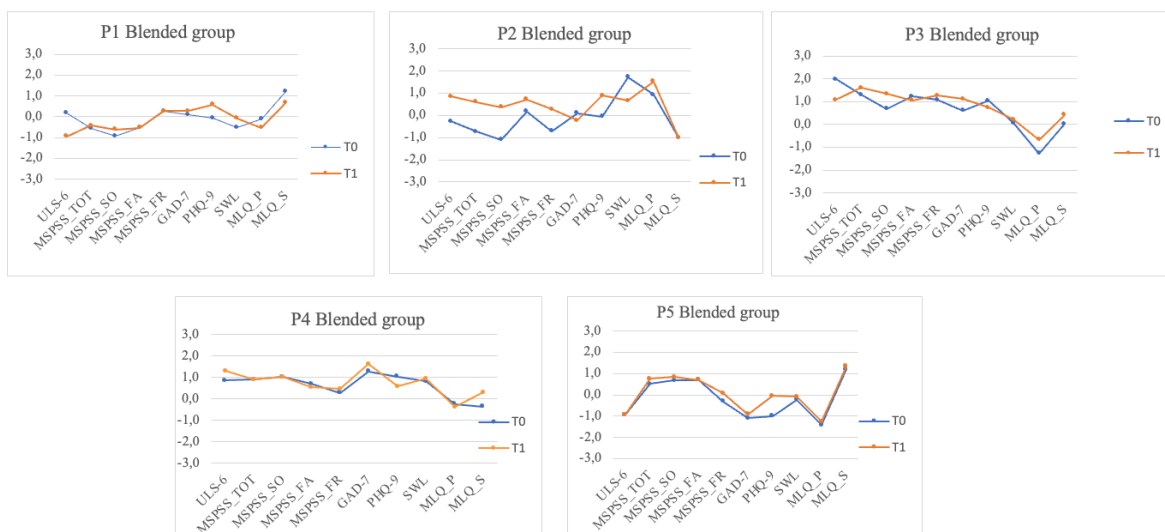 P1 Blended group
3,0
2,0
1,0
0,0
-1,0
-2,0
-3,0
ULS-6
MSPSS_TOT
MSPSS_SO
MSPSS_FA
MSPSS_FR
GAD-7
PHQ-9
SWL
MLQ_P
MLQ_S
T0
T1
P2 Blended group
3,0
2,0
1,0
0,0
-1,0
-2,0
-3,0
ULS-6
MSPSS_TOT
MSPSS_SO
MSPSS_FA
MSPSS_FR
GAD-7
PHQ-9
SWL
MLQ_P
MLQ_S
T0
T1
P3 Blended group
3,0
2,0
1,0
0,0
-1,0
-2,0
-3,0
ULS-6
MSPSS_TOT
MSPSS_SO
MSPSS_FA
MSPSS_FR
GAD-7
PHQ-9
SWL
MLQ_P
MLQ_S
T0
T1
P4 Blended group
3,0
2,0
1,0
0,0
-1,0
-2,0
-3,0
ULS-6
MSPSS_TOT
MSPSS_SO
MSPSS_FA
MSPSS_FR
GAD-7
PHQ-9
SWL
MLQ_P
MLQ_S
T0
T1
P5 Blended group
3,0
2,0
1,0
0,0
-1,0
-2,0
-3,0
ULS-6
MSPSS_TOT
MSPSS_SO
MSPSS_FA
MSPSS_FR
GAD-7
PHQ-9
SWL
MLQ_P
MLQ_S
T0
T1